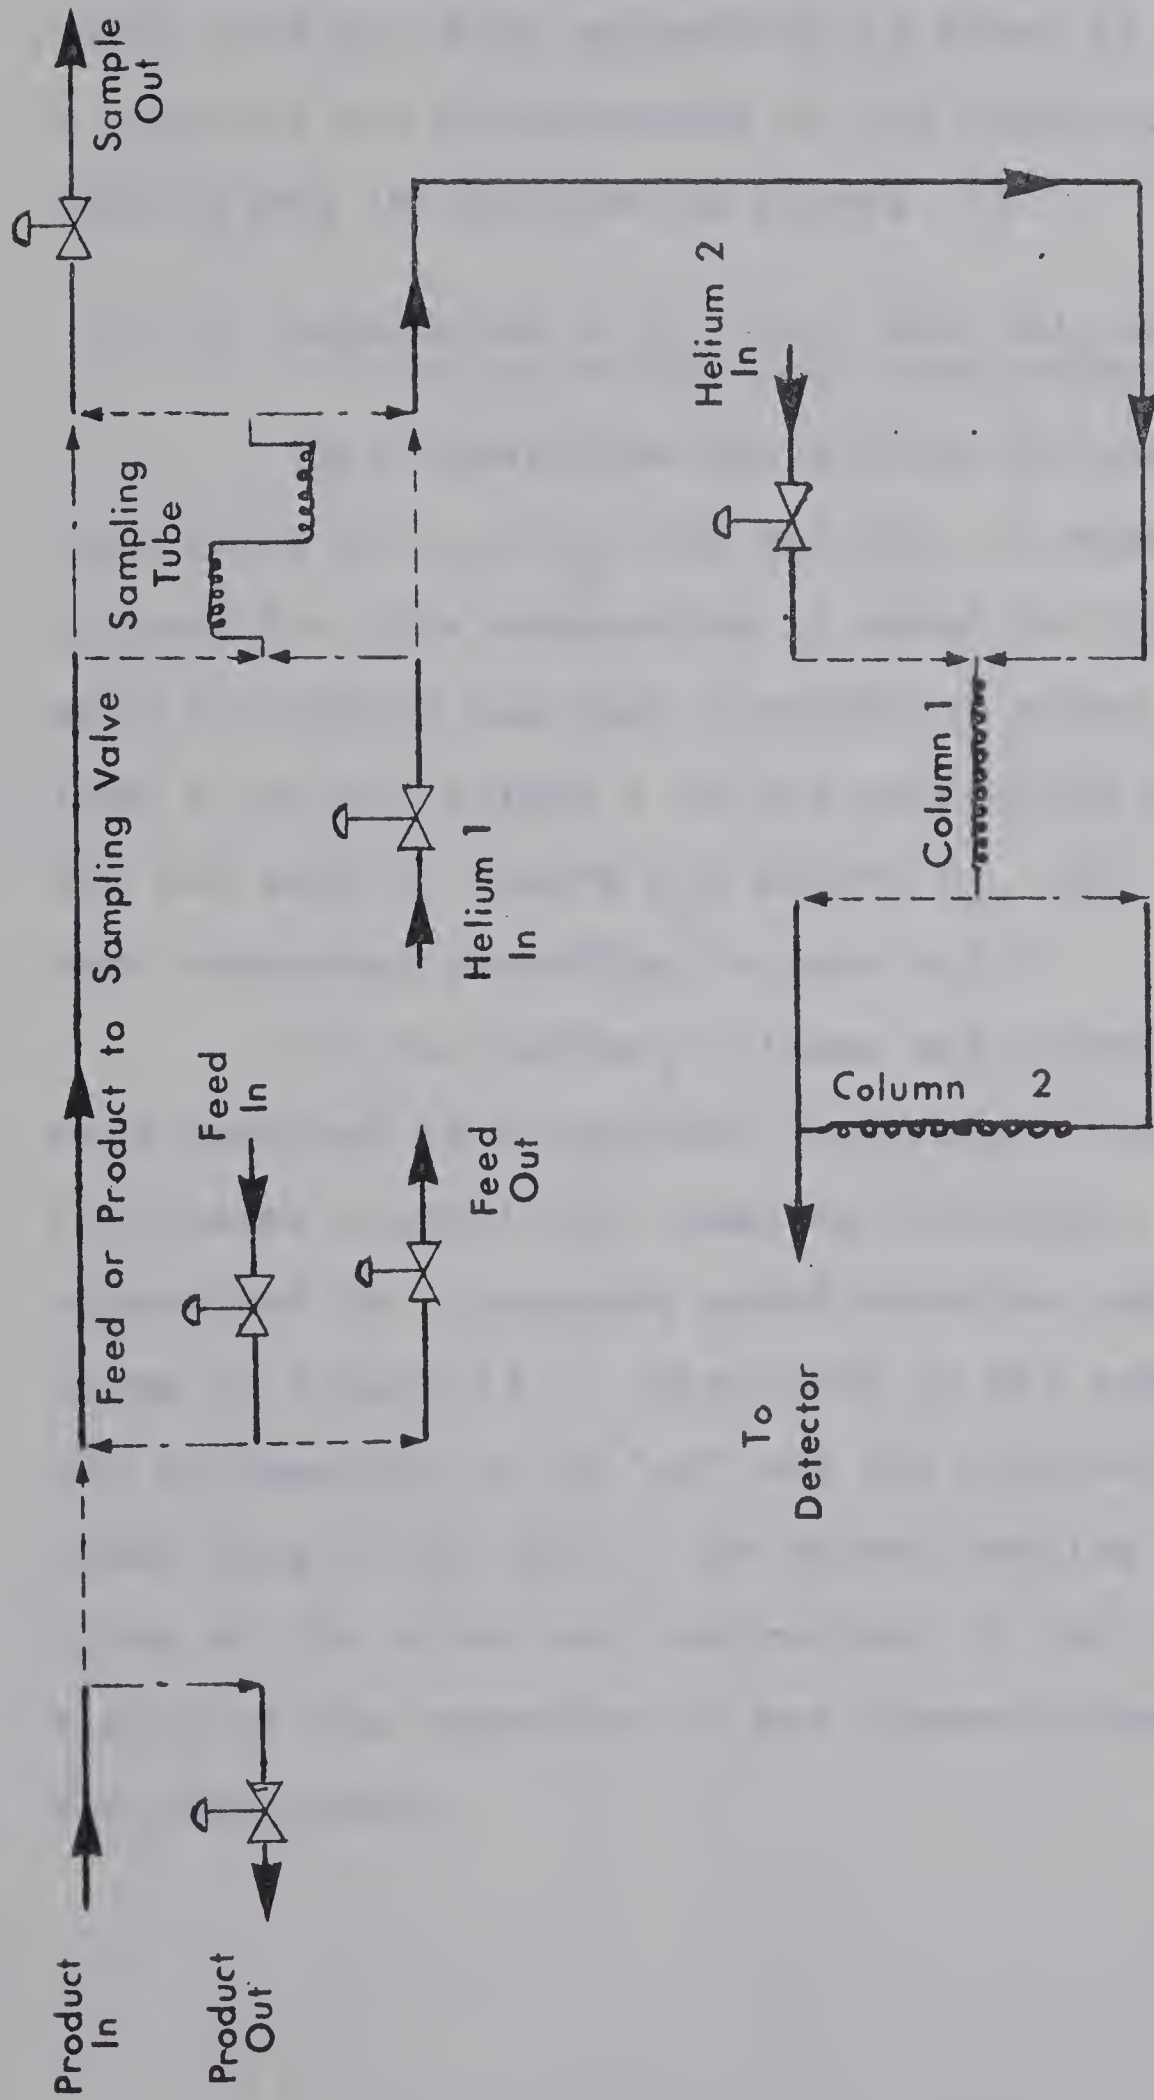 Product
In
Product
Out
Feed or Product to Sampling Valve
Feed
In
Feed
Out
Helium 1
In
Sampling
Tube
Sample
Out
To
Detector
Column 2
Column 1
Helium 2
In